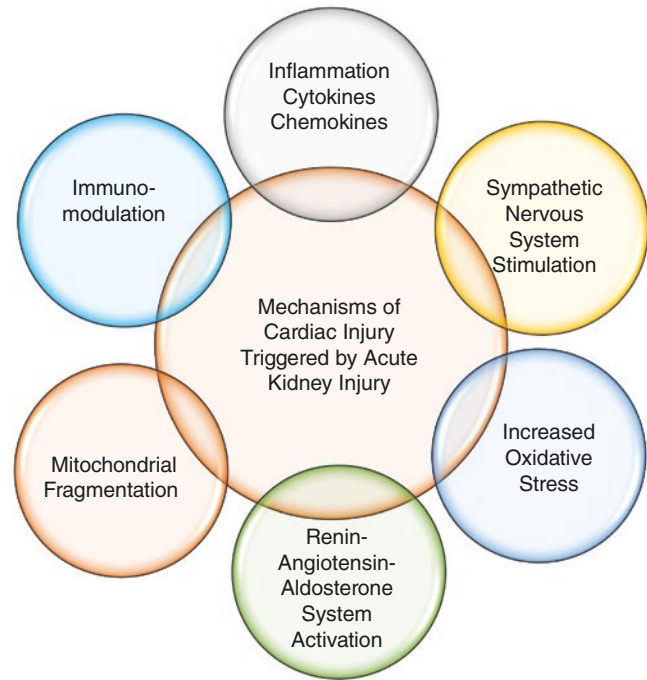 Inflammation
Cytokines
Chemokines
Immuno-
modulation
Sympathetic
Nervous
System
Stimulation
Mechanisms of
Cardiac Injury
Triggered by Acute
Kidney Injury
Mitochondrial
Fragmentation
Increased
Oxidative
Stress
Renin-
Angiotensin-
Aldosterone
System
Activation